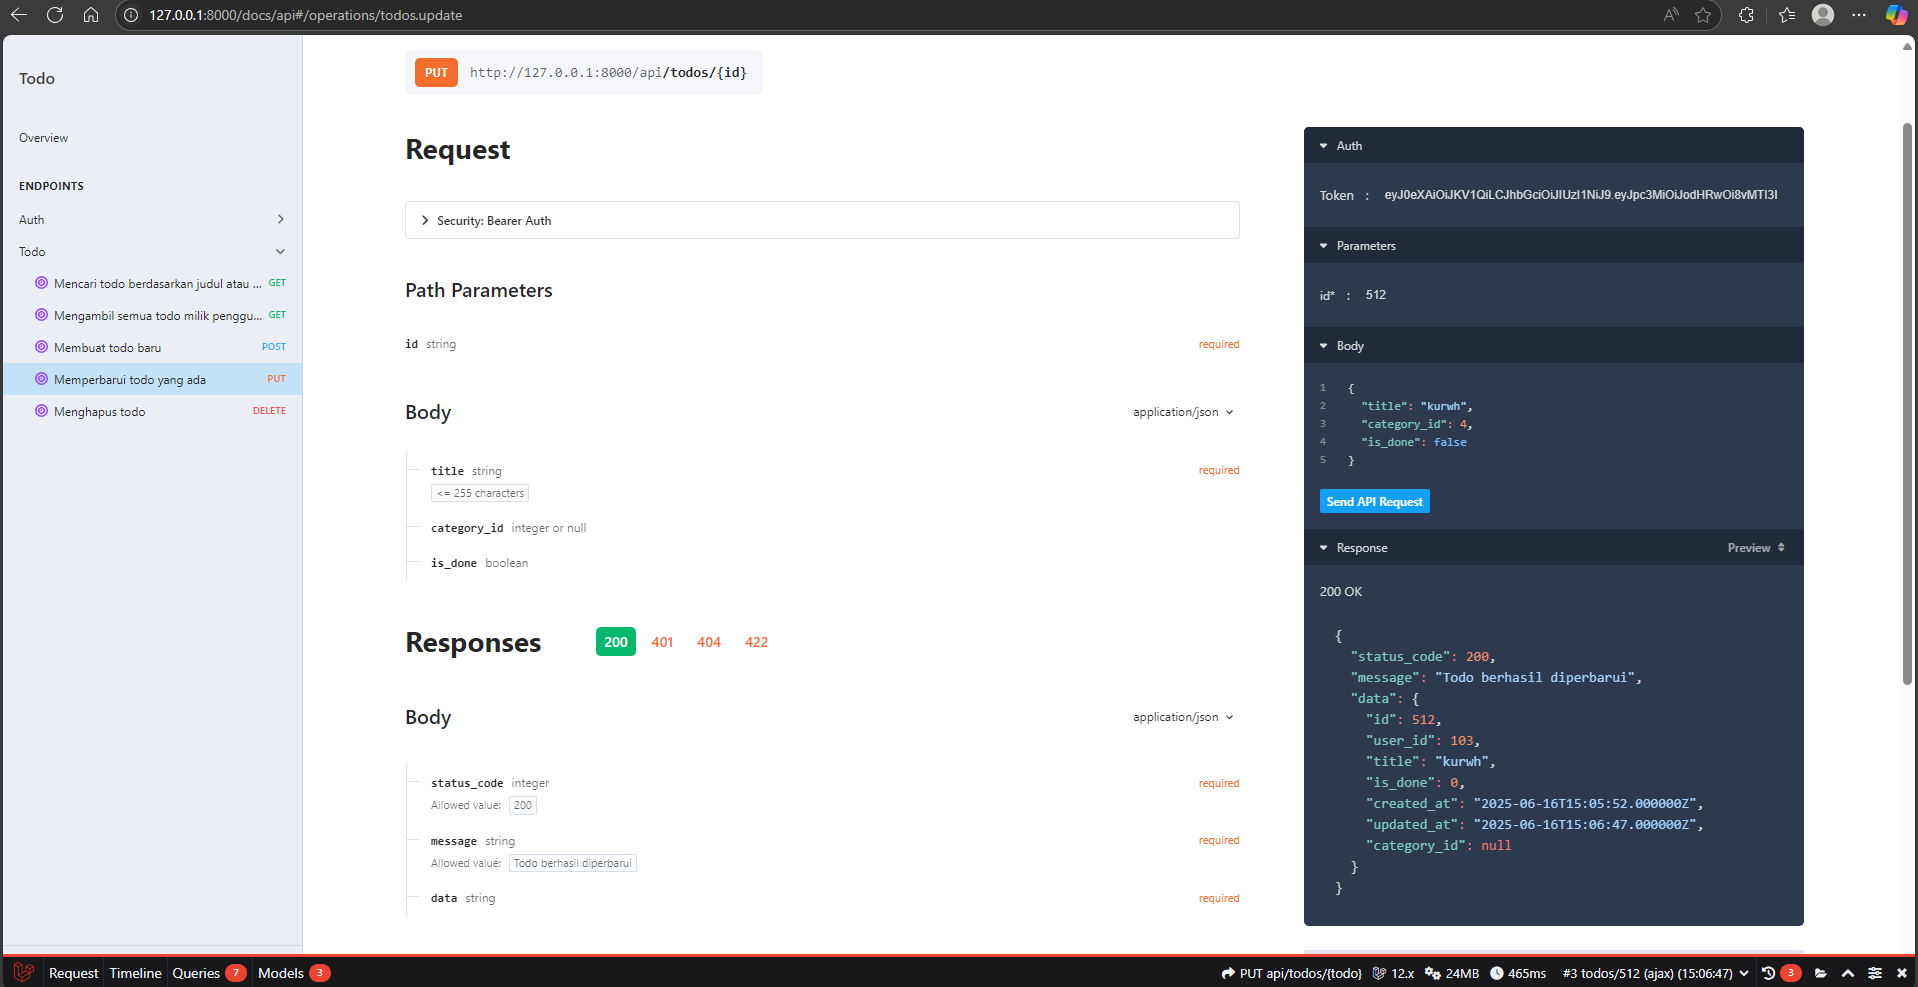 127.0.0.1:8000/docs/api#/operations/todos.update
Todo
Overview
ENDPOINTS
Auth
Todo
Mencari todo berdasarkan judul atau ... GET
Mengambil semua todo milik penggu... GET
Membuat todo baru POST
Memperbarui todo yang ada PUT
Menghapus todo DELETE
PUT http://127.0.0.1:8000/api/todos/{id}
Request
Security: Bearer Auth
Path Parameters
id string required
Body application/json
title string required
<= 255 characters
category_id integer or null
is_done boolean
Responses 200 401 404 422
Body application/json
status_code integer required
Allowed value: 200
message string required
Allowed value: Todo berhasil diperbarui
data string required
Auth
Token : eyJ0eXAiOiJKV1QiLCJhbGciOiJIUzI1NiJ9.eyJpc3MiOiJodHRwOi8vMTI3I
Parameters
id* : 512
Body
1 {
2 "title": "kurwh",
3 "category_id": 4,
4 "is_done": false
5 }
Send API Request
Response Preview
200 OK
{
"status_code": 200,
"message": "Todo berhasil diperbarui",
"data": {
"id": 512,
"user_id": 103,
"title": "kurwh",
"is_done": 0,
"created_at": "2025-06-16T15:05:52.000000Z",
"updated_at": "2025-06-16T15:06:47.000000Z",
"category_id": null
}
}
Request Timeline Queries 7 Models 3 PUT api/todos/{todo} 12.x 24MB 465ms #3 todos/512 (ajax) (15:06:47) 3